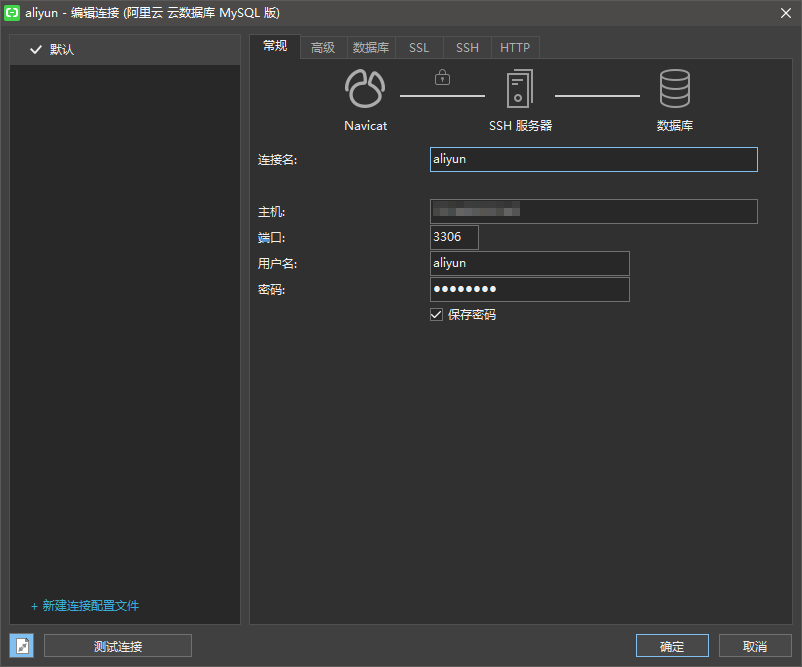 aliyun - 编辑连接 (阿里云 云数据库 MySQL 版)
默认
常规 高级 数据库 SSL SSH HTTP
Navicat SSH 服务器 数据库
连接名: aliyun
主机:
端口: 3306
用户名: aliyun
密码: ●●●●●●●●
保存密码
+ 新建连接配置文件
测试连接 确定 取消